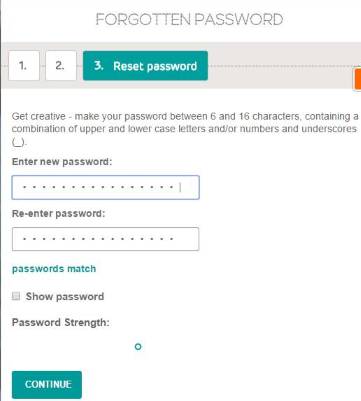 FORGOTTEN PASSWORD
1. 2. 3. Reset password
Get creative - make your password between 6 and 16 characters, containing a
combination of upper and lower case letters and/or numbers and underscores
(_).
Enter new password:
Re-enter password:
passwords match
Show password
Password Strength:
CONTINUE